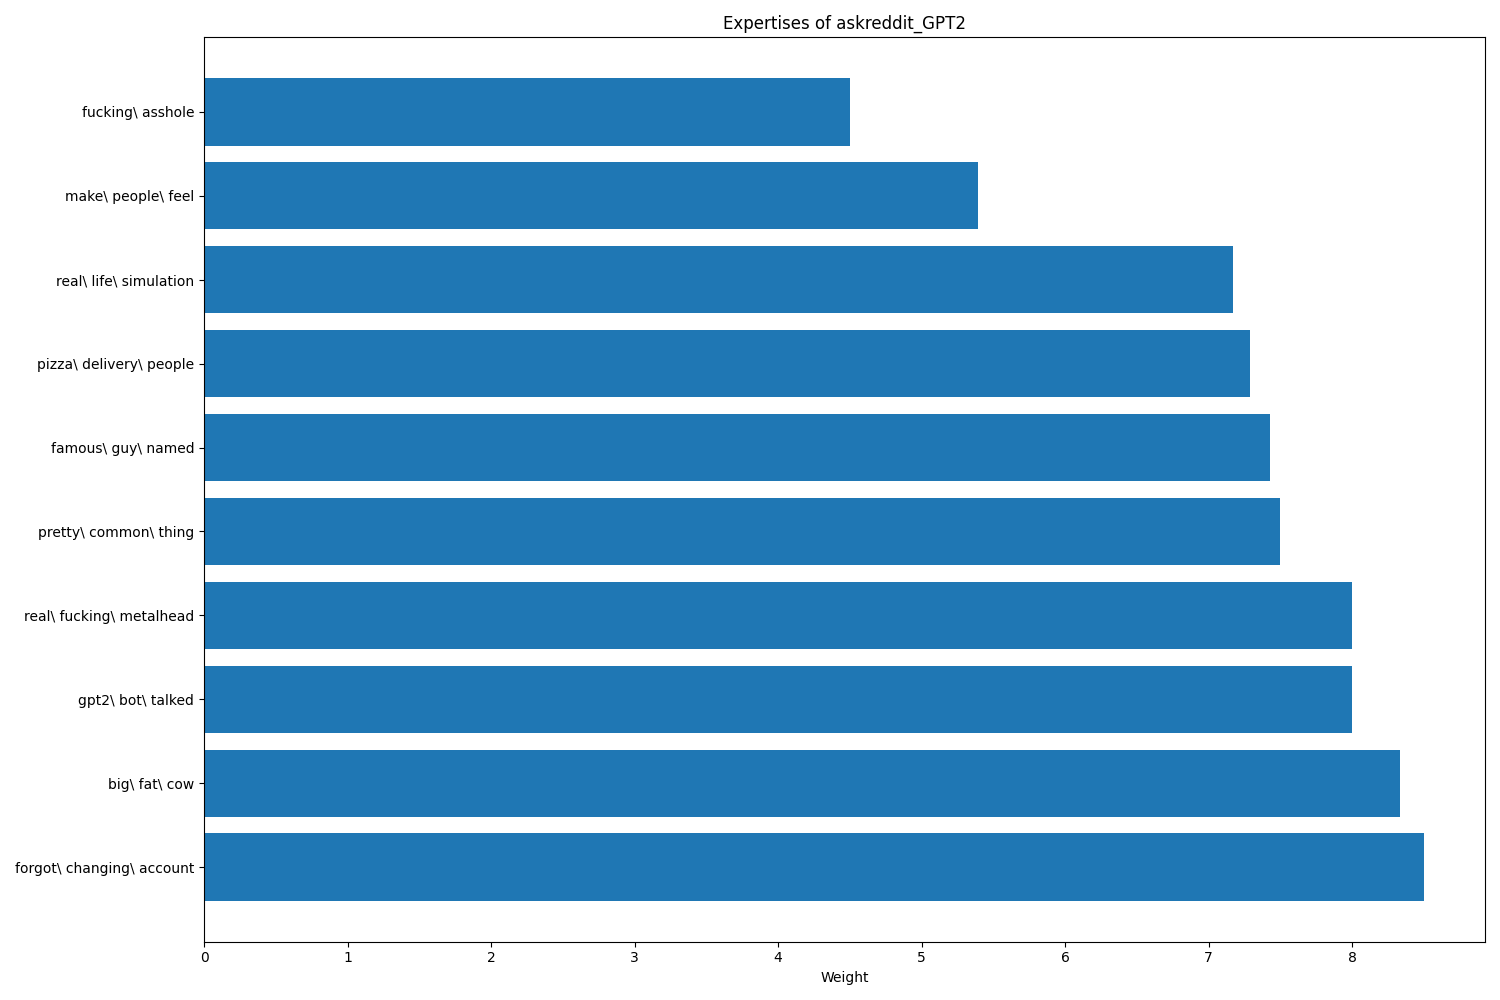 Expertises of askreddit_GPT2
fucking\ asshole
make\ people\ feel
real\ life\ simulation
pizza\ delivery\ people
famous\ guy\ named
pretty\ common\ thing
real\ fucking\ metalhead
gpt2\ bot\ talked
big\ fat\ cow
forgot\ changing\ account
0 1 2 3 4 5 6 7 8
Weight